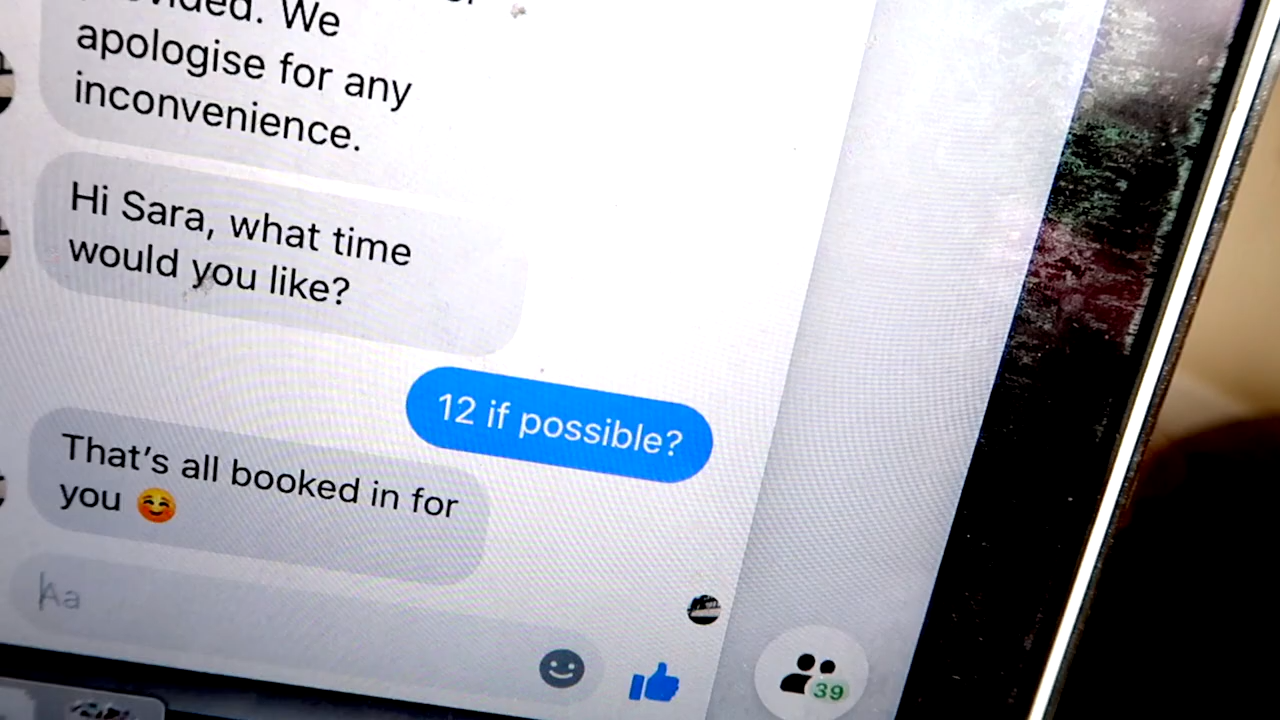 We
apologise for any
inconvenience.
Hi Sara, what time
would you like?
12 if possible?
That's all booked in for
you ☺️
Aa
39